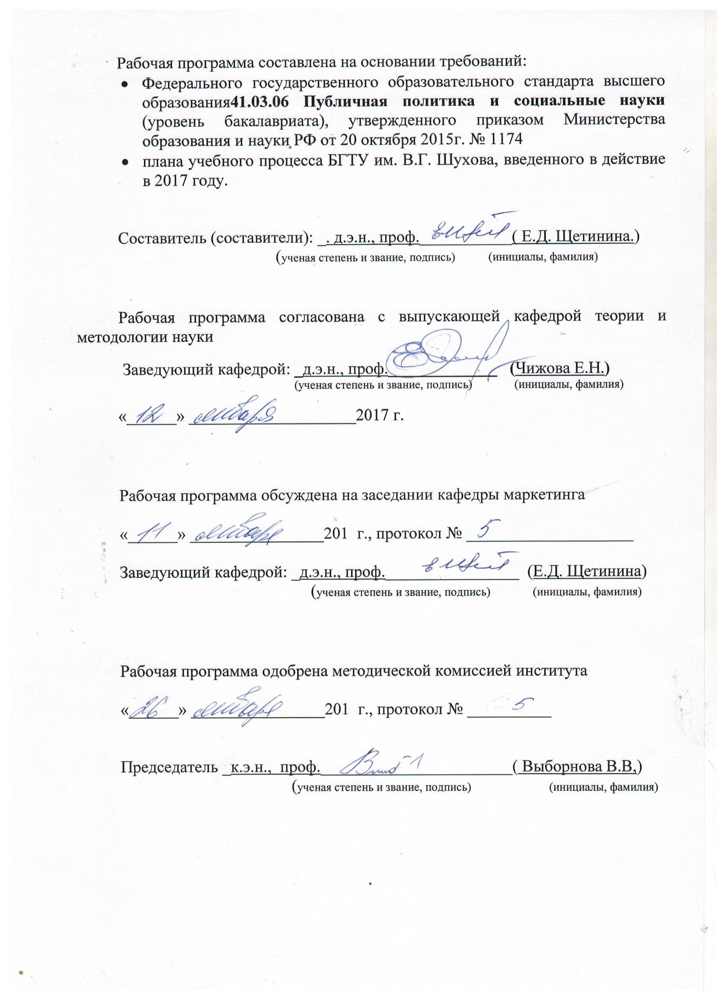 Рабочая программа составлена на основании требований:
• Федерального государственного образовательного стандарта высшего
образования41.03.06 Публичная политика и социальные науки
(уровень бакалавриата), утвержденного приказом Министерства
образования и науки РФ от 20 октября 2015г. № 1174
• плана учебного процесса БГТУ им. В.Г. Шухова, введенного в действие
в 2017 году.
Составитель (составители): _. д.э.н., проф.___________( Е.Д. Щетинина.)
(ученая степень и звание, подпись) (инициалы, фамилия)
Рабочая программа согласована с выпускающей кафедрой теории и
методологии науки
Заведующий кафедрой: _д.э.н., проф._____________ (Чижова Е.Н.)
(ученая степень и звание, подпись) (инициалы, фамилия)
«12» января 2017 г.
Рабочая программа обсуждена на заседании кафедры маркетинга
«11» января 201 г., протокол № 5
Заведующий кафедрой: _д.э.н., проф.________________ (Е.Д. Щетинина)
(ученая степень и звание, подпись) (инициалы, фамилия)
Рабочая программа одобрена методической комиссией института
«26» января 201 г., протокол № 5
Председатель _к.э.н., проф._______________________( Выборнова В.В,)
(ученая степень и звание, подпись) (инициалы, фамилия)